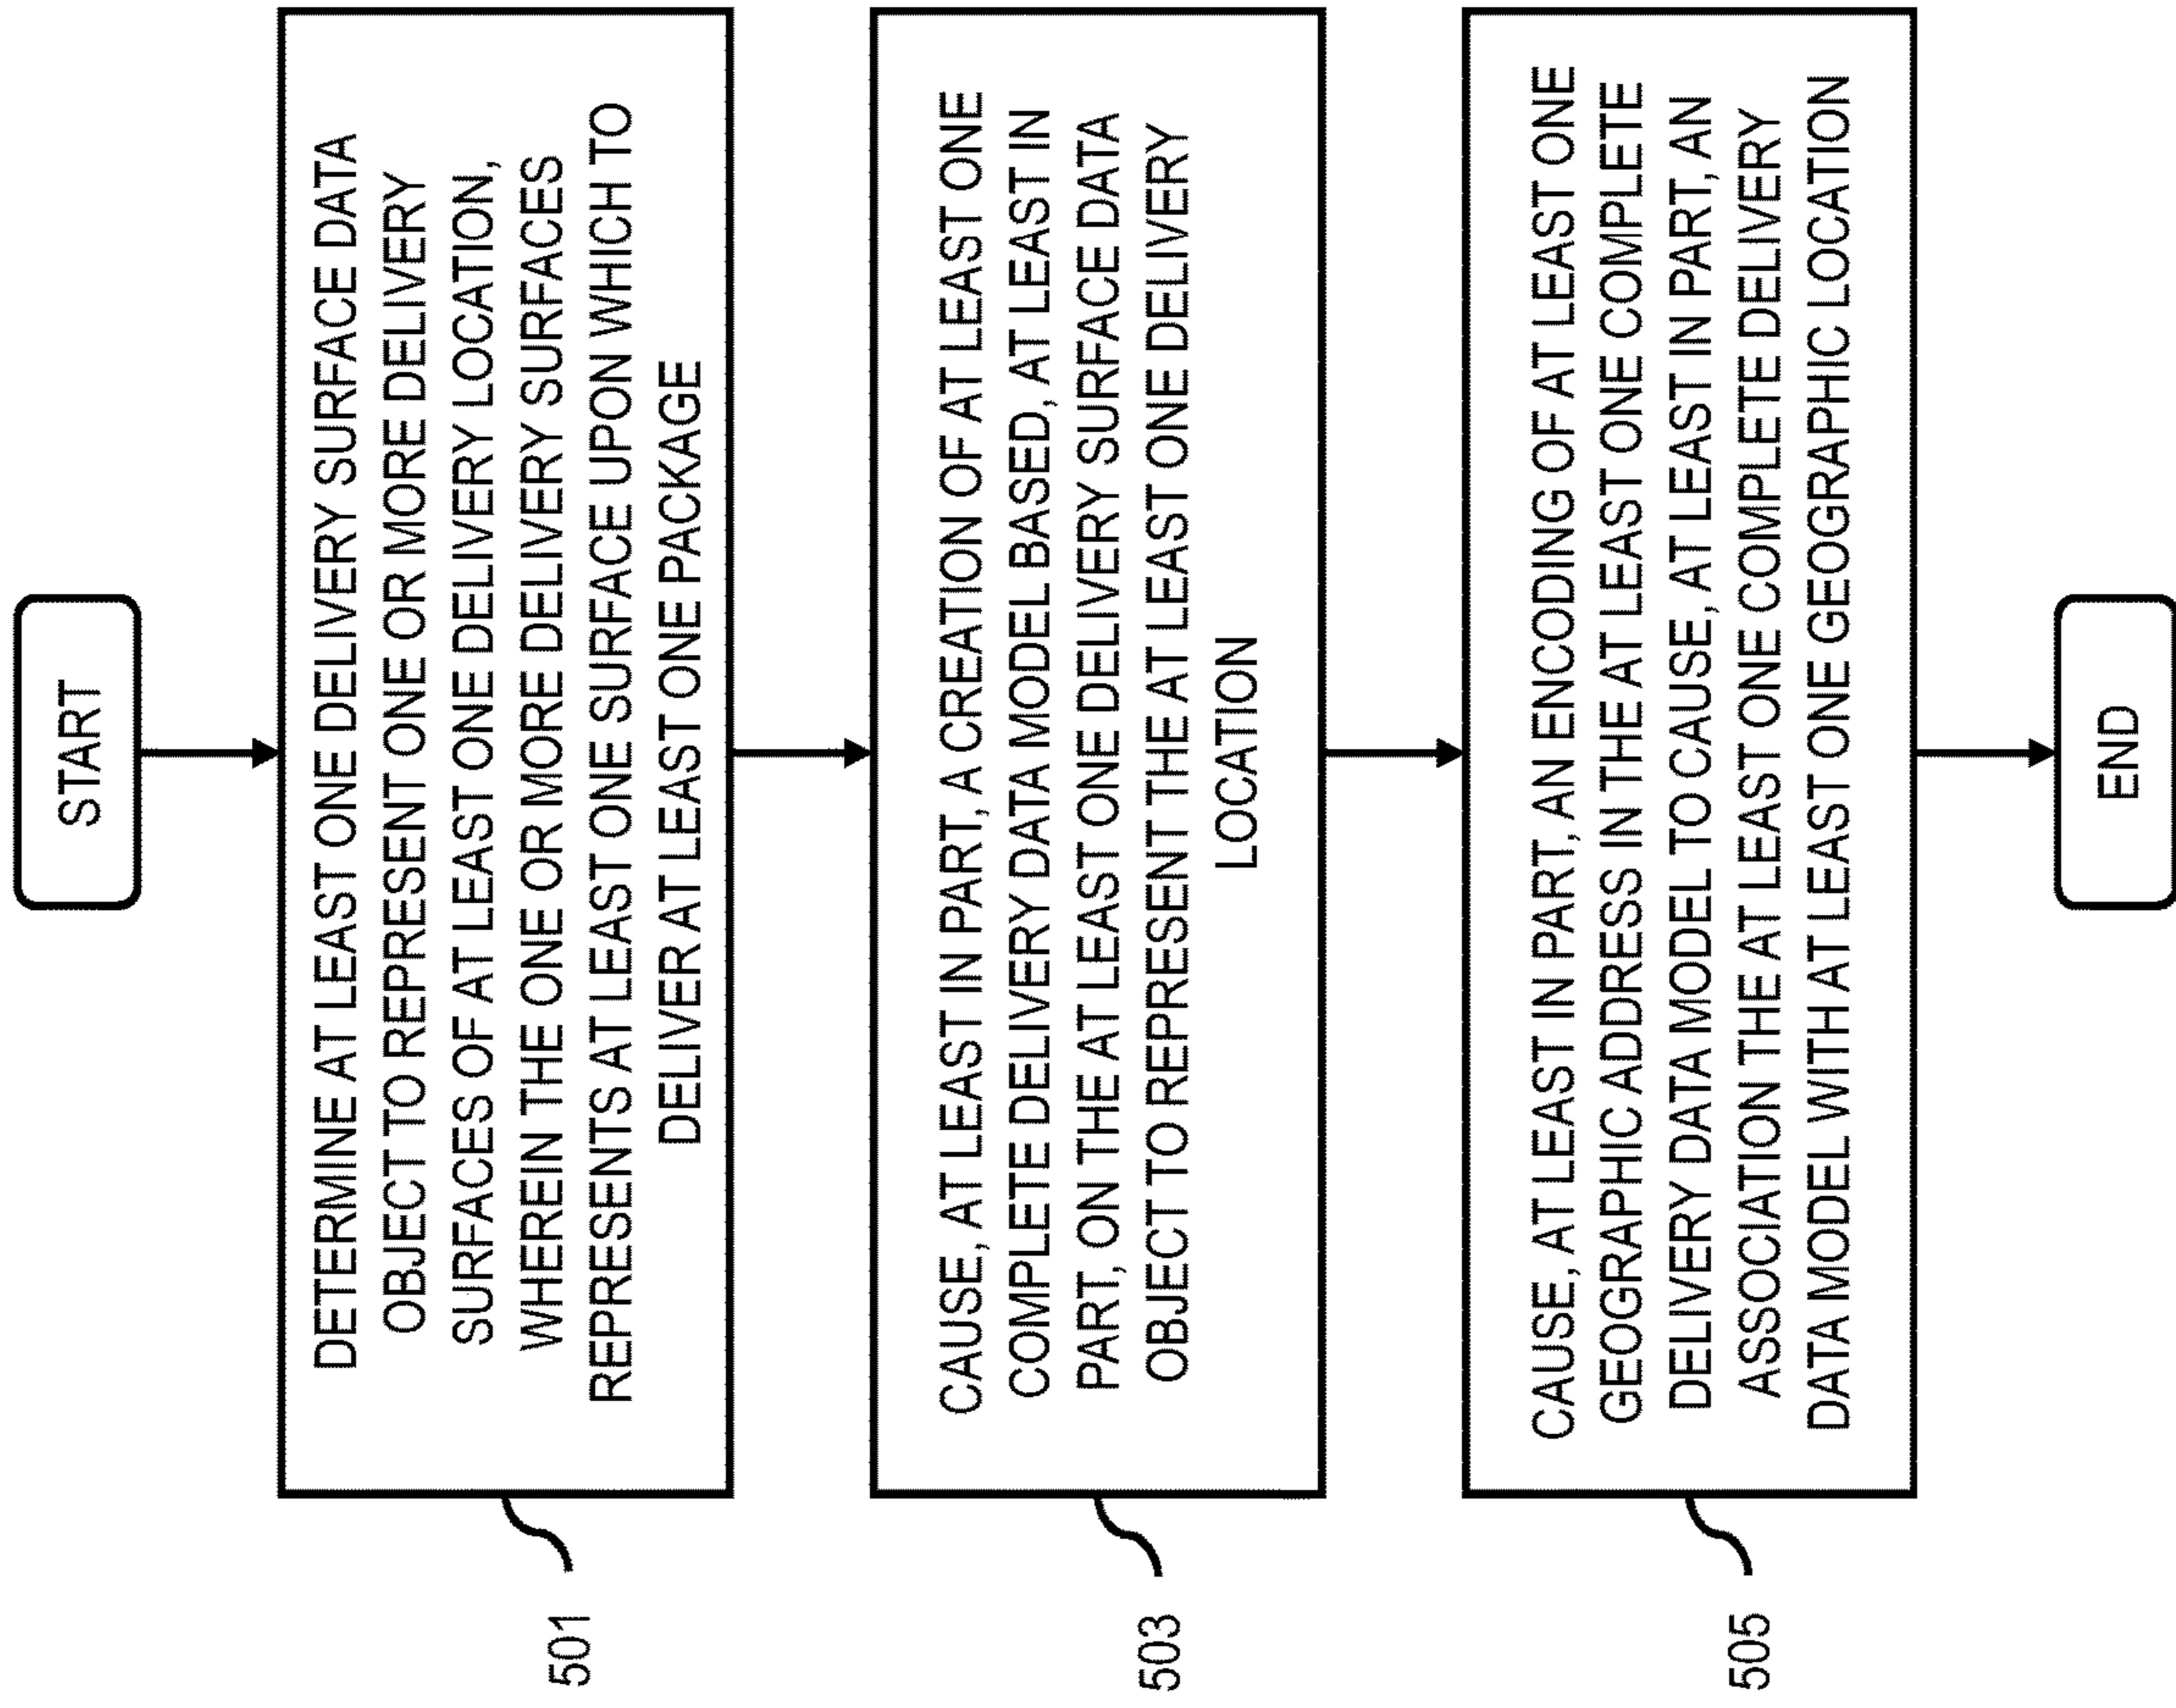 START
DETERMINE AT LEAST ONE DELIVERY SURFACE DATA
OBJECT TO REPRESENT ONE OR MORE DELIVERY
SURFACES OF AT LEAST ONE DELIVERY LOCATION,
WHEREIN THE ONE OR MORE DELIVERY SURFACES
REPRESENTS AT LEAST ONE SURFACE UPON WHICH TO
DELIVER AT LEAST ONE PACKAGE
501
CAUSE, AT LEAST IN PART, A CREATION OF AT LEAST ONE
COMPLETE DELIVERY DATA MODEL BASED, AT LEAST IN
PART, ON THE AT LEAST ONE DELIVERY SURFACE DATA
OBJECT TO REPRESENT THE AT LEAST ONE DELIVERY
LOCATION
503
CAUSE, AT LEAST IN PART, AN ENCODING OF AT LEAST ONE
GEOGRAPHIC ADDRESS IN THE AT LEAST ONE COMPLETE
DELIVERY DATA MODEL TO CAUSE, AT LEAST IN PART, AN
ASSOCIATION THE AT LEAST ONE COMPLETE DELIVERY
DATA MODEL WITH AT LEAST ONE GEOGRAPHIC LOCATION
505
END